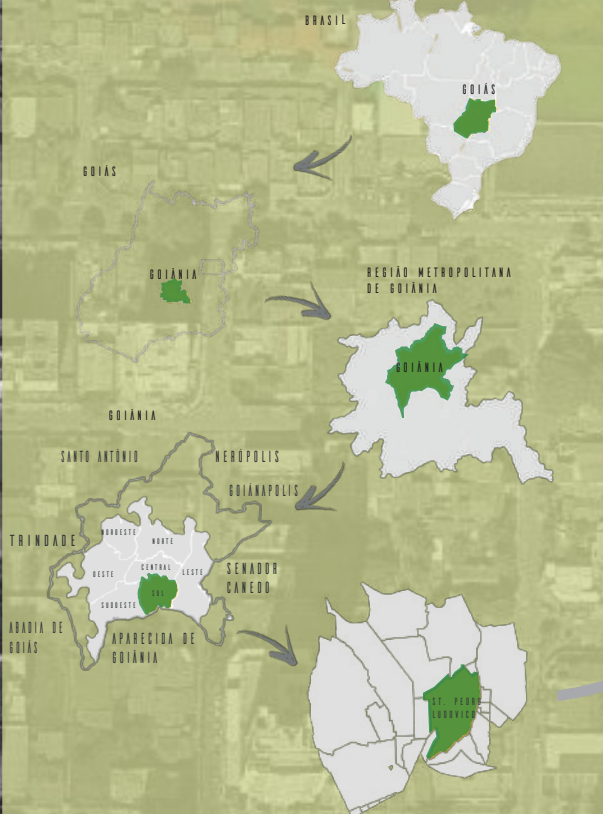 BRASIL
GOIÁS
GOIÁS
GOIÂNIA
REGIÃO METROPOLITANA
DE GOIÂNIA
GOIÂNIA
GOIÂNIA
SANTO ANTÔNIO
NERÓPOLIS
GOIÂNAPOLIS
TRINDADE
NOROESTE
NORTE
OESTE
CENTRAL
LESTE
SUL
SUDOESTE
SENADOR
CANEDO
ABADIA DE
GOIÁS
APARECIDA DE
GOIÂNIA
ST. PEDRO
LUDOVICO